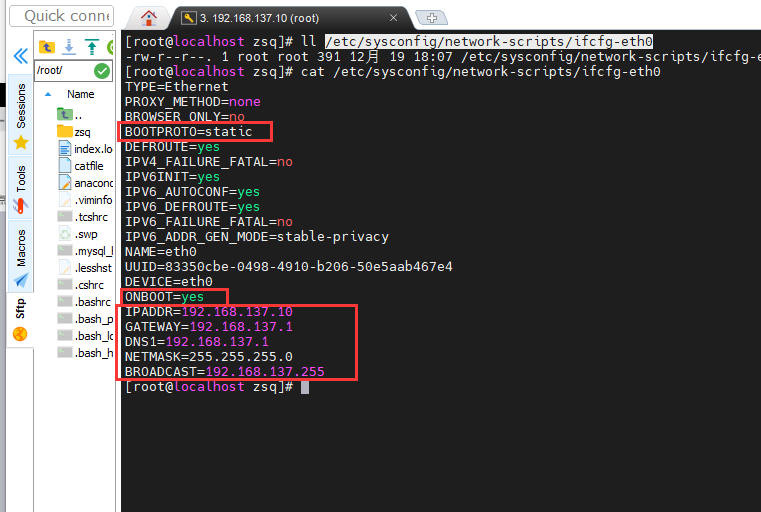 Quick conne
3. 192.168.137.10 (root)
/root/
Name
..
zsq
index.lo
catfile
anacon
.viminfo
.tcshrc
.swp
.mysql_
.lesshst
.cshrc
.bashrc
.bash_p
.bash_lo
.bash_h
Sessions
Tools
Macros
Sftp
[root@localhost zsq]# ll /etc/sysconfig/network-scripts/ifcfg-eth0
-rw-r--r--. 1 root root 391 12月 19 18:07 /etc/sysconfig/network-scripts/ifcfg-e
[root@localhost zsq]# cat /etc/sysconfig/network-scripts/ifcfg-eth0
TYPE=Ethernet
PROXY_METHOD=none
BROWSER_ONLY=no
BOOTPROTO=static
DEFROUTE=yes
IPV4_FAILURE_FATAL=no
IPV6INIT=yes
IPV6_AUTOCONF=yes
IPV6_DEFROUTE=yes
IPV6_FAILURE_FATAL=no
IPV6_ADDR_GEN_MODE=stable-privacy
NAME=eth0
UUID=83350cbe-0498-4910-b206-50e5aab467e4
DEVICE=eth0
ONBOOT=yes
IPADDR=192.168.137.10
GATEWAY=192.168.137.1
DNS1=192.168.137.1
NETMASK=255.255.255.0
BROADCAST=192.168.137.255
[root@localhost zsq]#